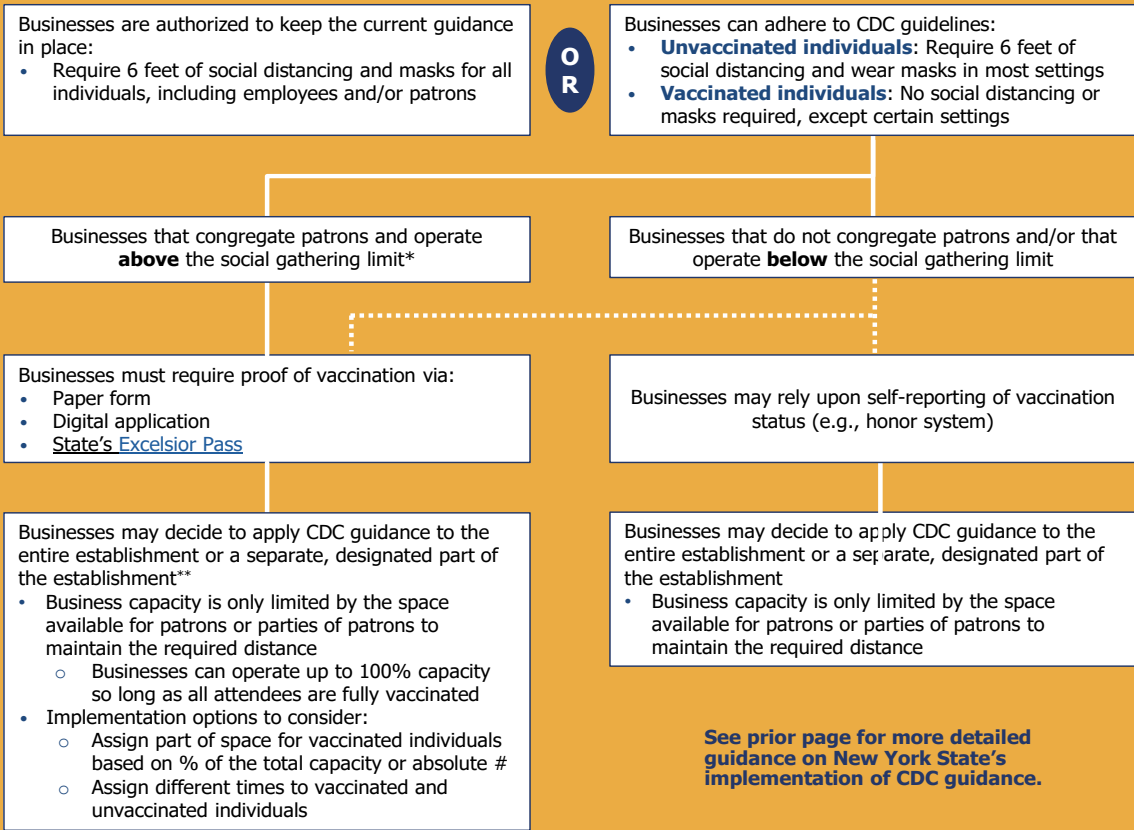 Businesses are authorized to keep the current guidance
in place:
• Require 6 feet of social distancing and masks for all
individuals, including employees and/or patrons
O
R
Businesses can adhere to CDC guidelines:
• Unvaccinated individuals: Require 6 feet of
social distancing and wear masks in most settings
• Vaccinated individuals: No social distancing or
masks required, except certain settings
Businesses that congregate patrons and operate
above the social gathering limit*
Businesses that do not congregate patrons and/or that
operate below the social gathering limit
Businesses must require proof of vaccination via:
• Paper form
• Digital application
• State's Excelsior Pass
Businesses may rely upon self-reporting of vaccination
status (e.g., honor system)
Businesses may decide to apply CDC guidance to the
entire establishment or a separate, designated part of
the establishment**
• Business capacity is only limited by the space
available for patrons or parties of patrons to
maintain the required distance
o Businesses can operate up to 100% capacity
so long as all attendees are fully vaccinated
• Implementation options to consider:
o Assign part of space for vaccinated individuals
based on % of the total capacity or absolute #
o Assign different times to vaccinated and
unvaccinated individuals
Businesses may decide to apply CDC guidance to the
entire establishment or a separate, designated part of
the establishment
• Business capacity is only limited by the space
available for patrons or parties of patrons to
maintain the required distance
See prior page for more detailed
guidance on New York State's
implementation of CDC guidance.